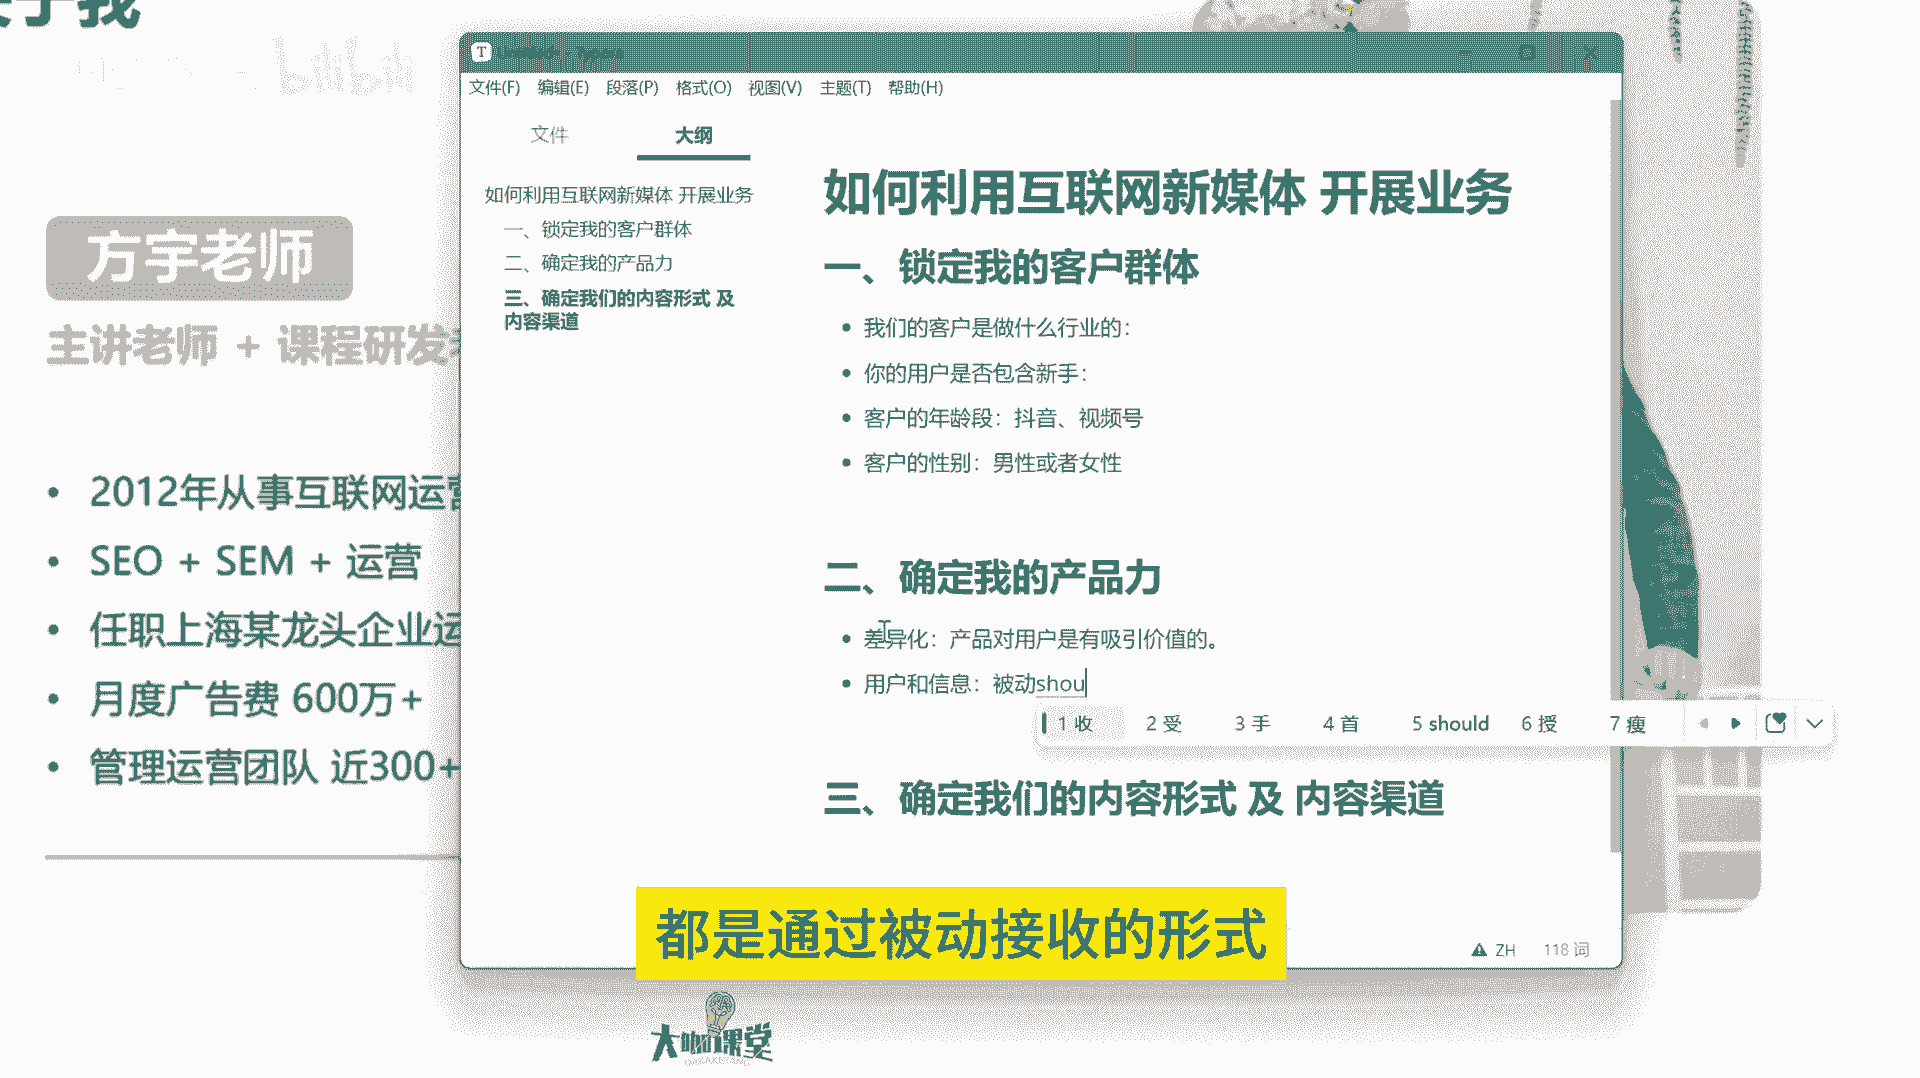 bilibili
方宇老师
主讲老师 + 课程研发
2012年从事互联网运营
SEO + SEM + 运营
任职上海某龙头企业运
月度广告费 600万+
管理运营团队 近300+
T
文件(F) 编辑(E) 段落(P) 格式(O) 视图(V) 主题(T) 帮助(H)
文件 大纲
如何利用互联网新媒体 开展业务
一、锁定我的客户群体
二、确定我的产品力
三、确定我们的内容形式 及
内容渠道
如何利用互联网新媒体 开展业务
一、锁定我的客户群体
我们的客户是做什么行业的：
你的用户是否包含新手：
客户的年龄段：抖音、视频号
客户的性别：男性或者女性
二、确定我的产品力
差异化：产品对用户是有吸引价值的。
用户和信息：被动shou
1 收 2 受 3 手 4 首 5 should 6 授 7 瘦
三、确定我们的内容形式 及 内容渠道
ZH 118 词
都是通过被动接收的形式
大咖课堂
DAKAKETANG